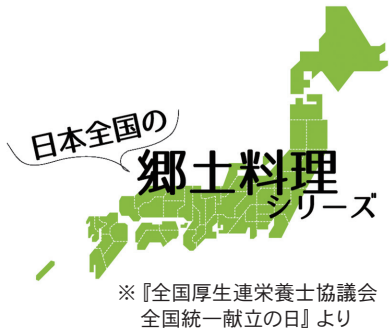 日本全国の
郷土料理
シリーズ
※『全国厚生連栄養士協議会
全国統一献立の日』より